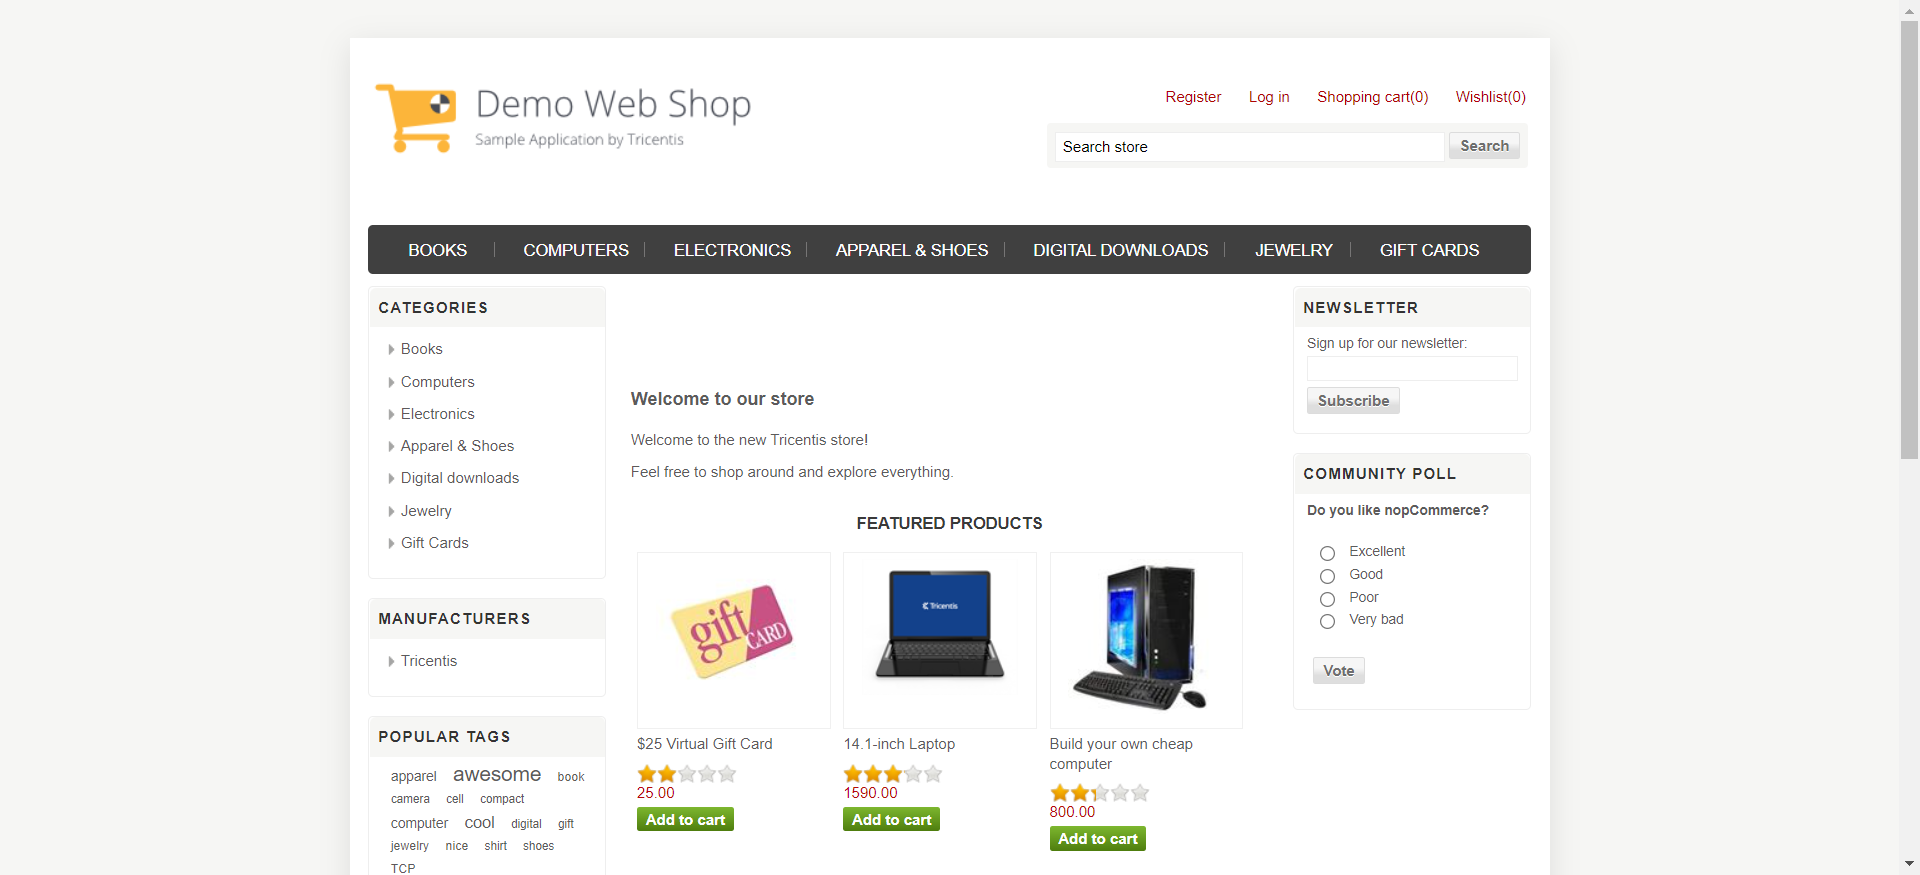 Demo Web Shop
Sample Application by Tricentis
Register Log in Shopping cart(0) Wishlist(0)
Search store Search
BOOKS COMPUTERS ELECTRONICS APPAREL & SHOES DIGITAL DOWNLOADS JEWELRY GIFT CARDS
CATEGORIES
Books
Computers
Electronics
Apparel & Shoes
Digital downloads
Jewelry
Gift Cards
MANUFACTURERS
Tricentis
POPULAR TAGS
apparel awesome book
camera cell compact
computer cool digital gift
jewelry nice shirt shoes
TCP
Welcome to our store
Welcome to the new Tricentis store!
Feel free to shop around and explore everything.
FEATURED PRODUCTS
gift
CARD
$25 Virtual Gift Card
25.00
Add to cart
Tricentis
14.1-inch Laptop
1590.00
Add to cart
Build your own cheap
computer
800.00
Add to cart
NEWSLETTER
Sign up for our newsletter:
Subscribe
COMMUNITY POLL
Do you like nopCommerce?
Excellent
Good
Poor
Very bad
Vote